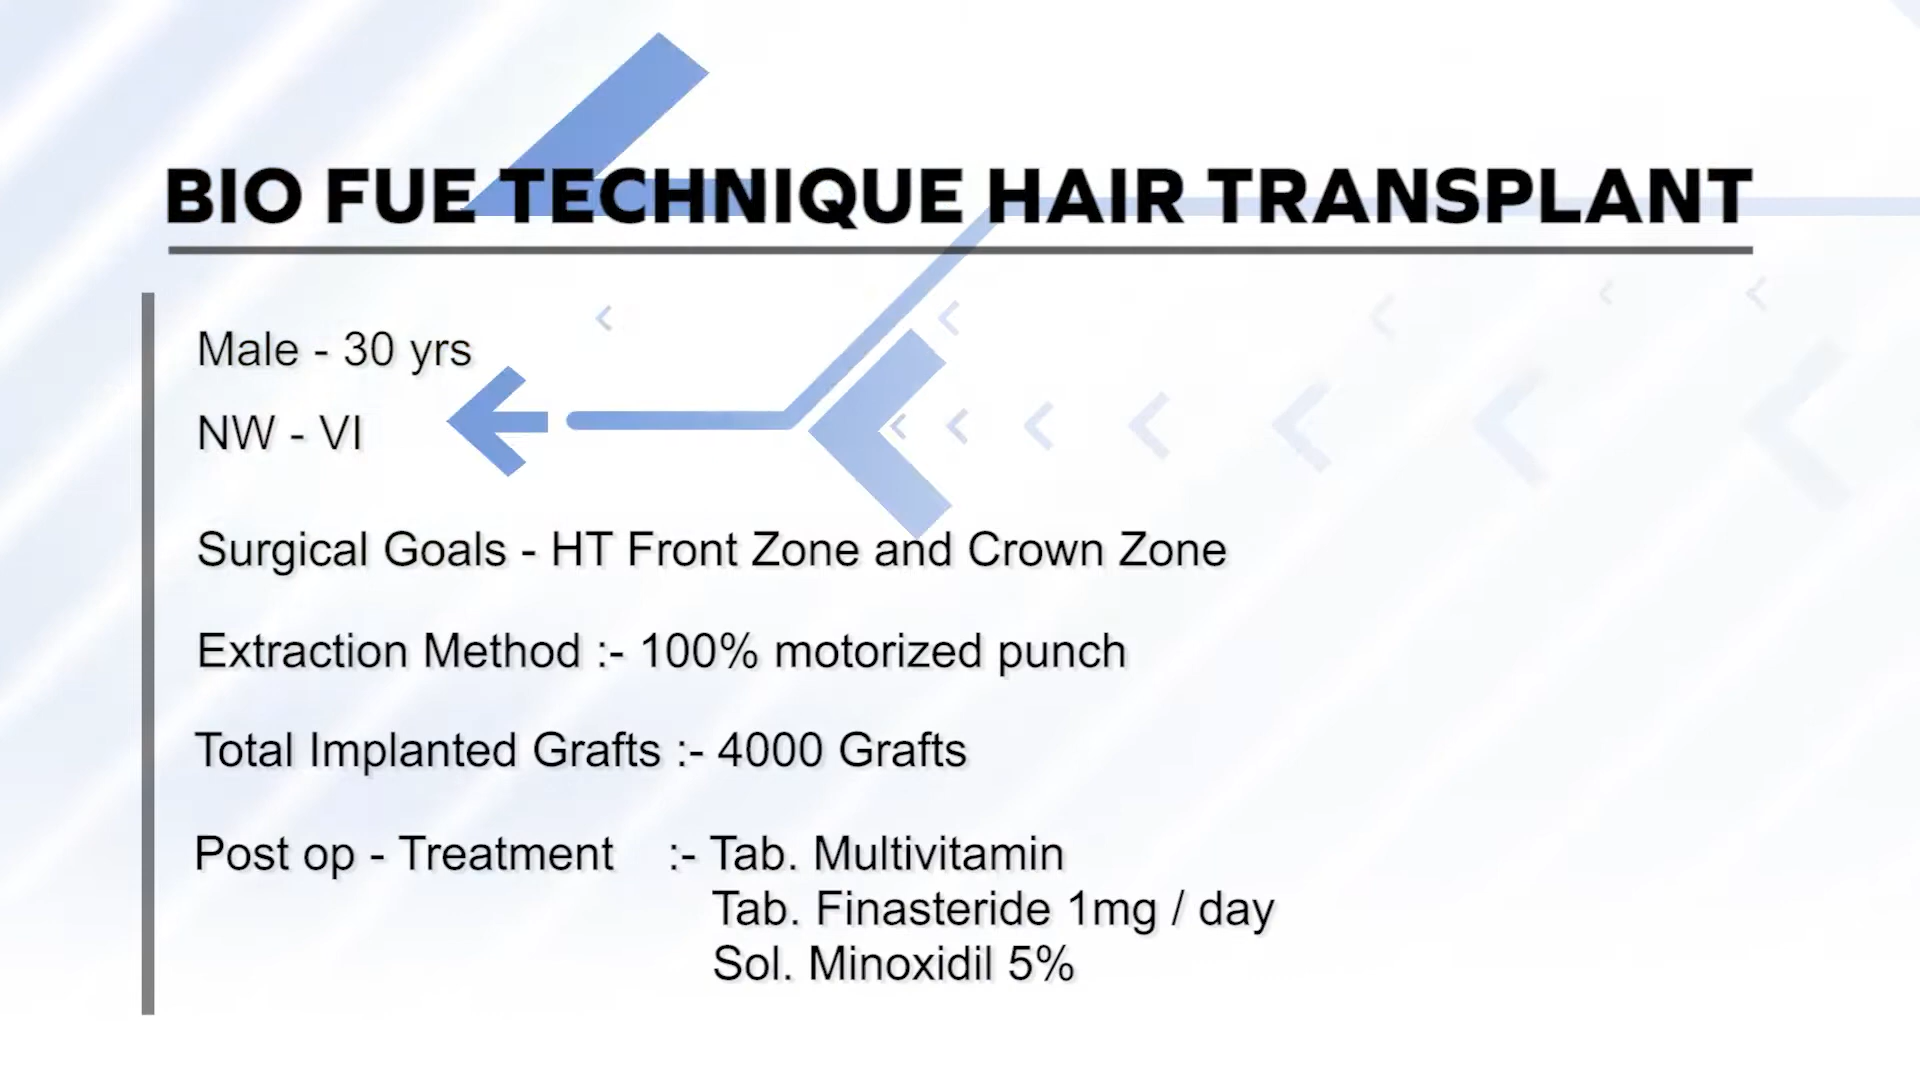 BIO FUE TECHNIQUE HAIR TRANSPLANT
Male - 30 yrs
NW - VI
Surgical Goals - HT Front Zone and Crown Zone
Extraction Method :- 100% motorized punch
Total Implanted Grafts :- 4000 Grafts
Post op - Treatment :- Tab. Multivitamin
Tab. Finasteride 1mg / day
Sol. Minoxidil 5%